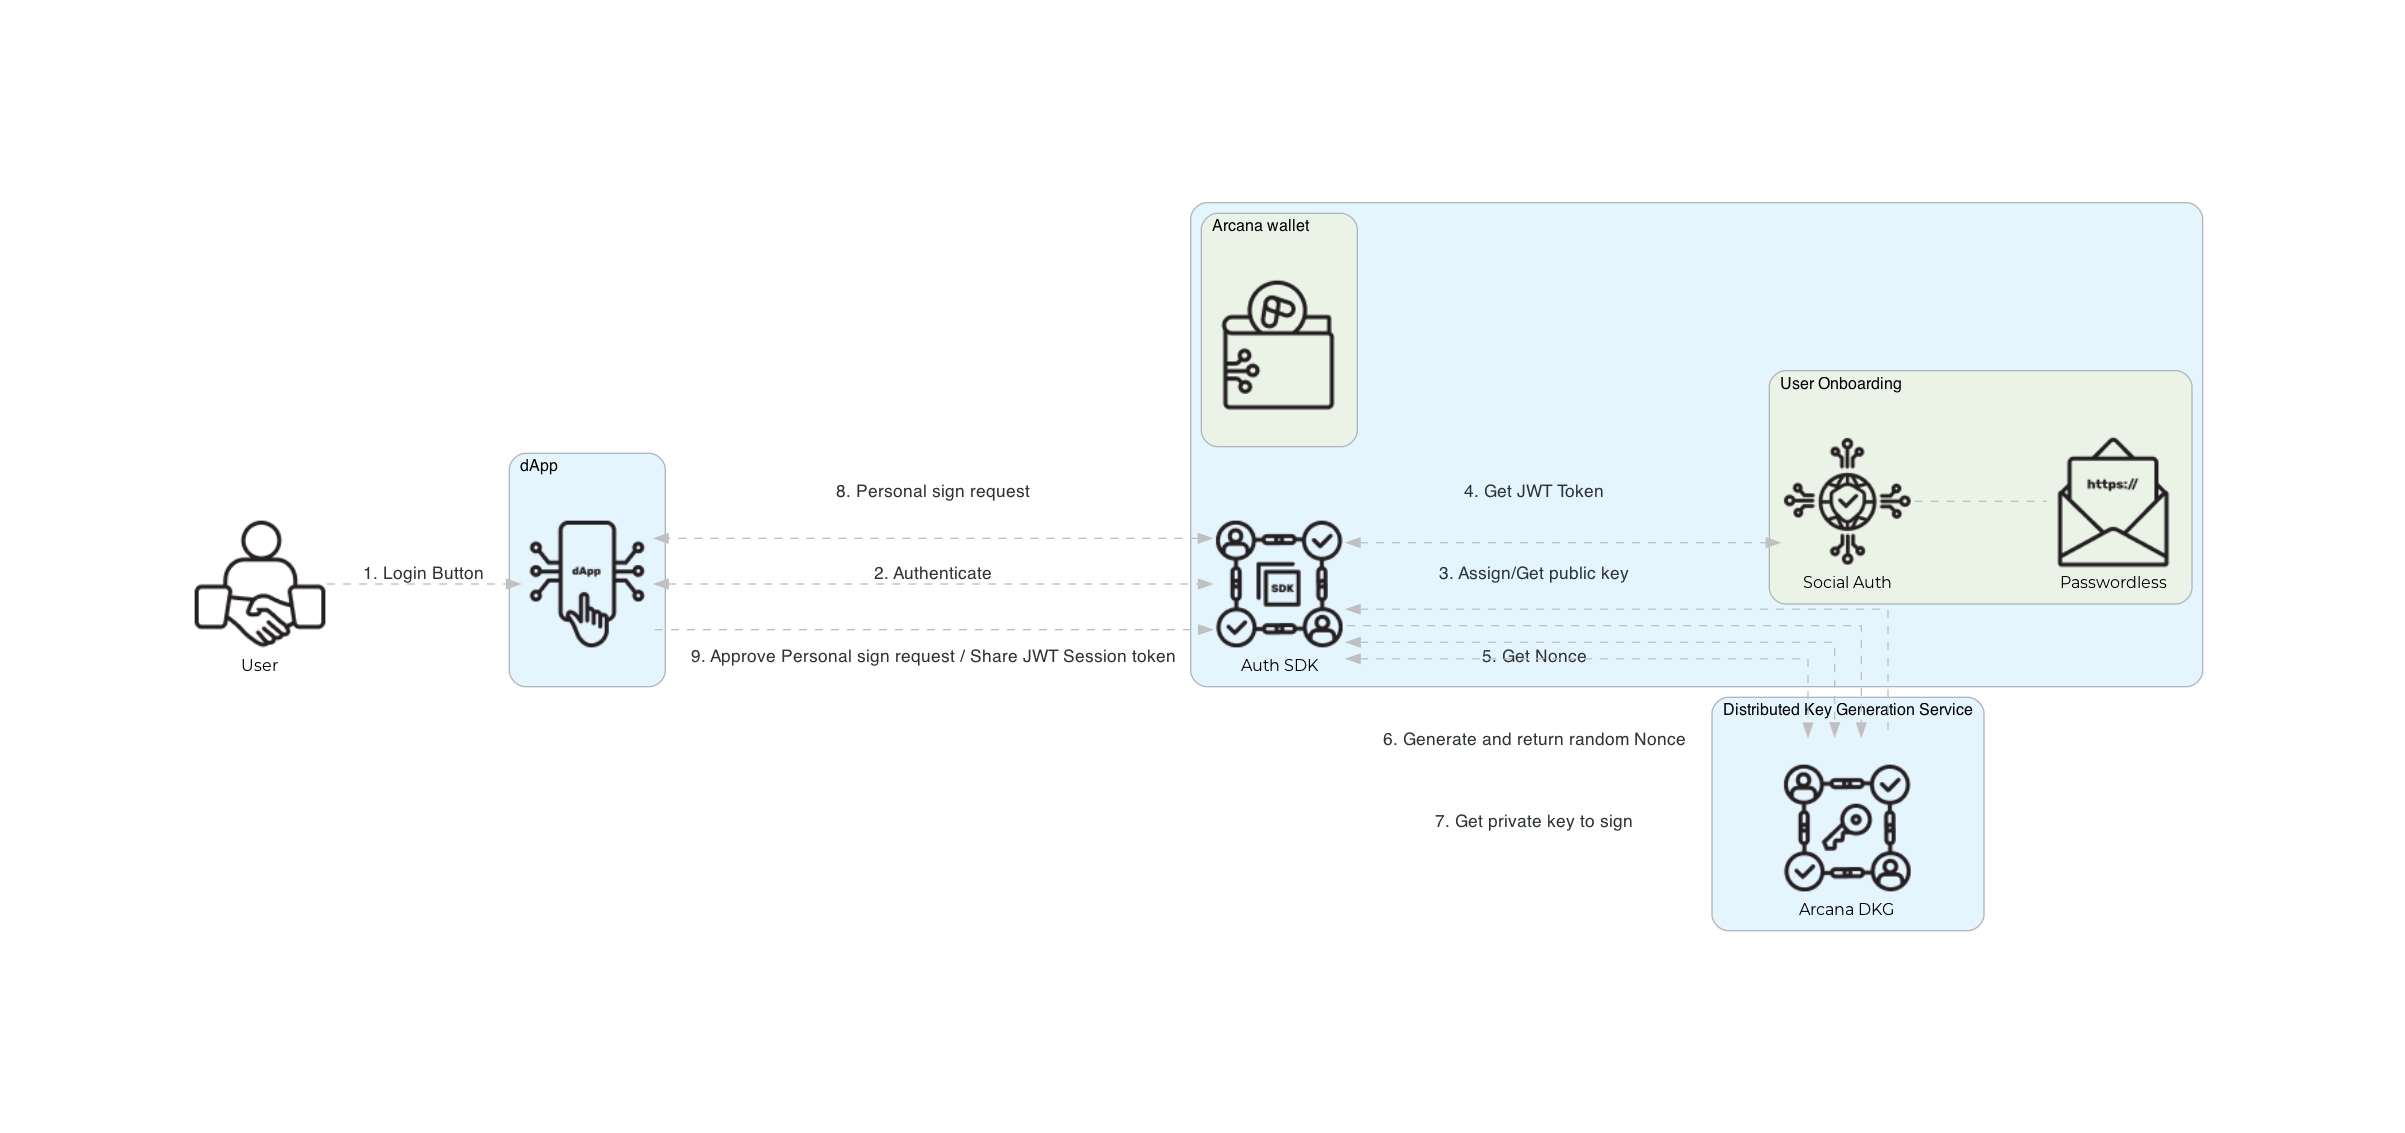 Arcana wallet
User Onboarding
dApp
8. Personal sign request
4. Get JWT Token
https://
dApp
1. Login Button
2. Authenticate
SDK
3. Assign/Get public key
Social Auth
Passwordless
User
9. Approve Personal sign request / Share JWT Session token
Auth SDK
5. Get Nonce
Distributed Key Generation Service
6. Generate and return random Nonce
7. Get private key to sign
Arcana DKG